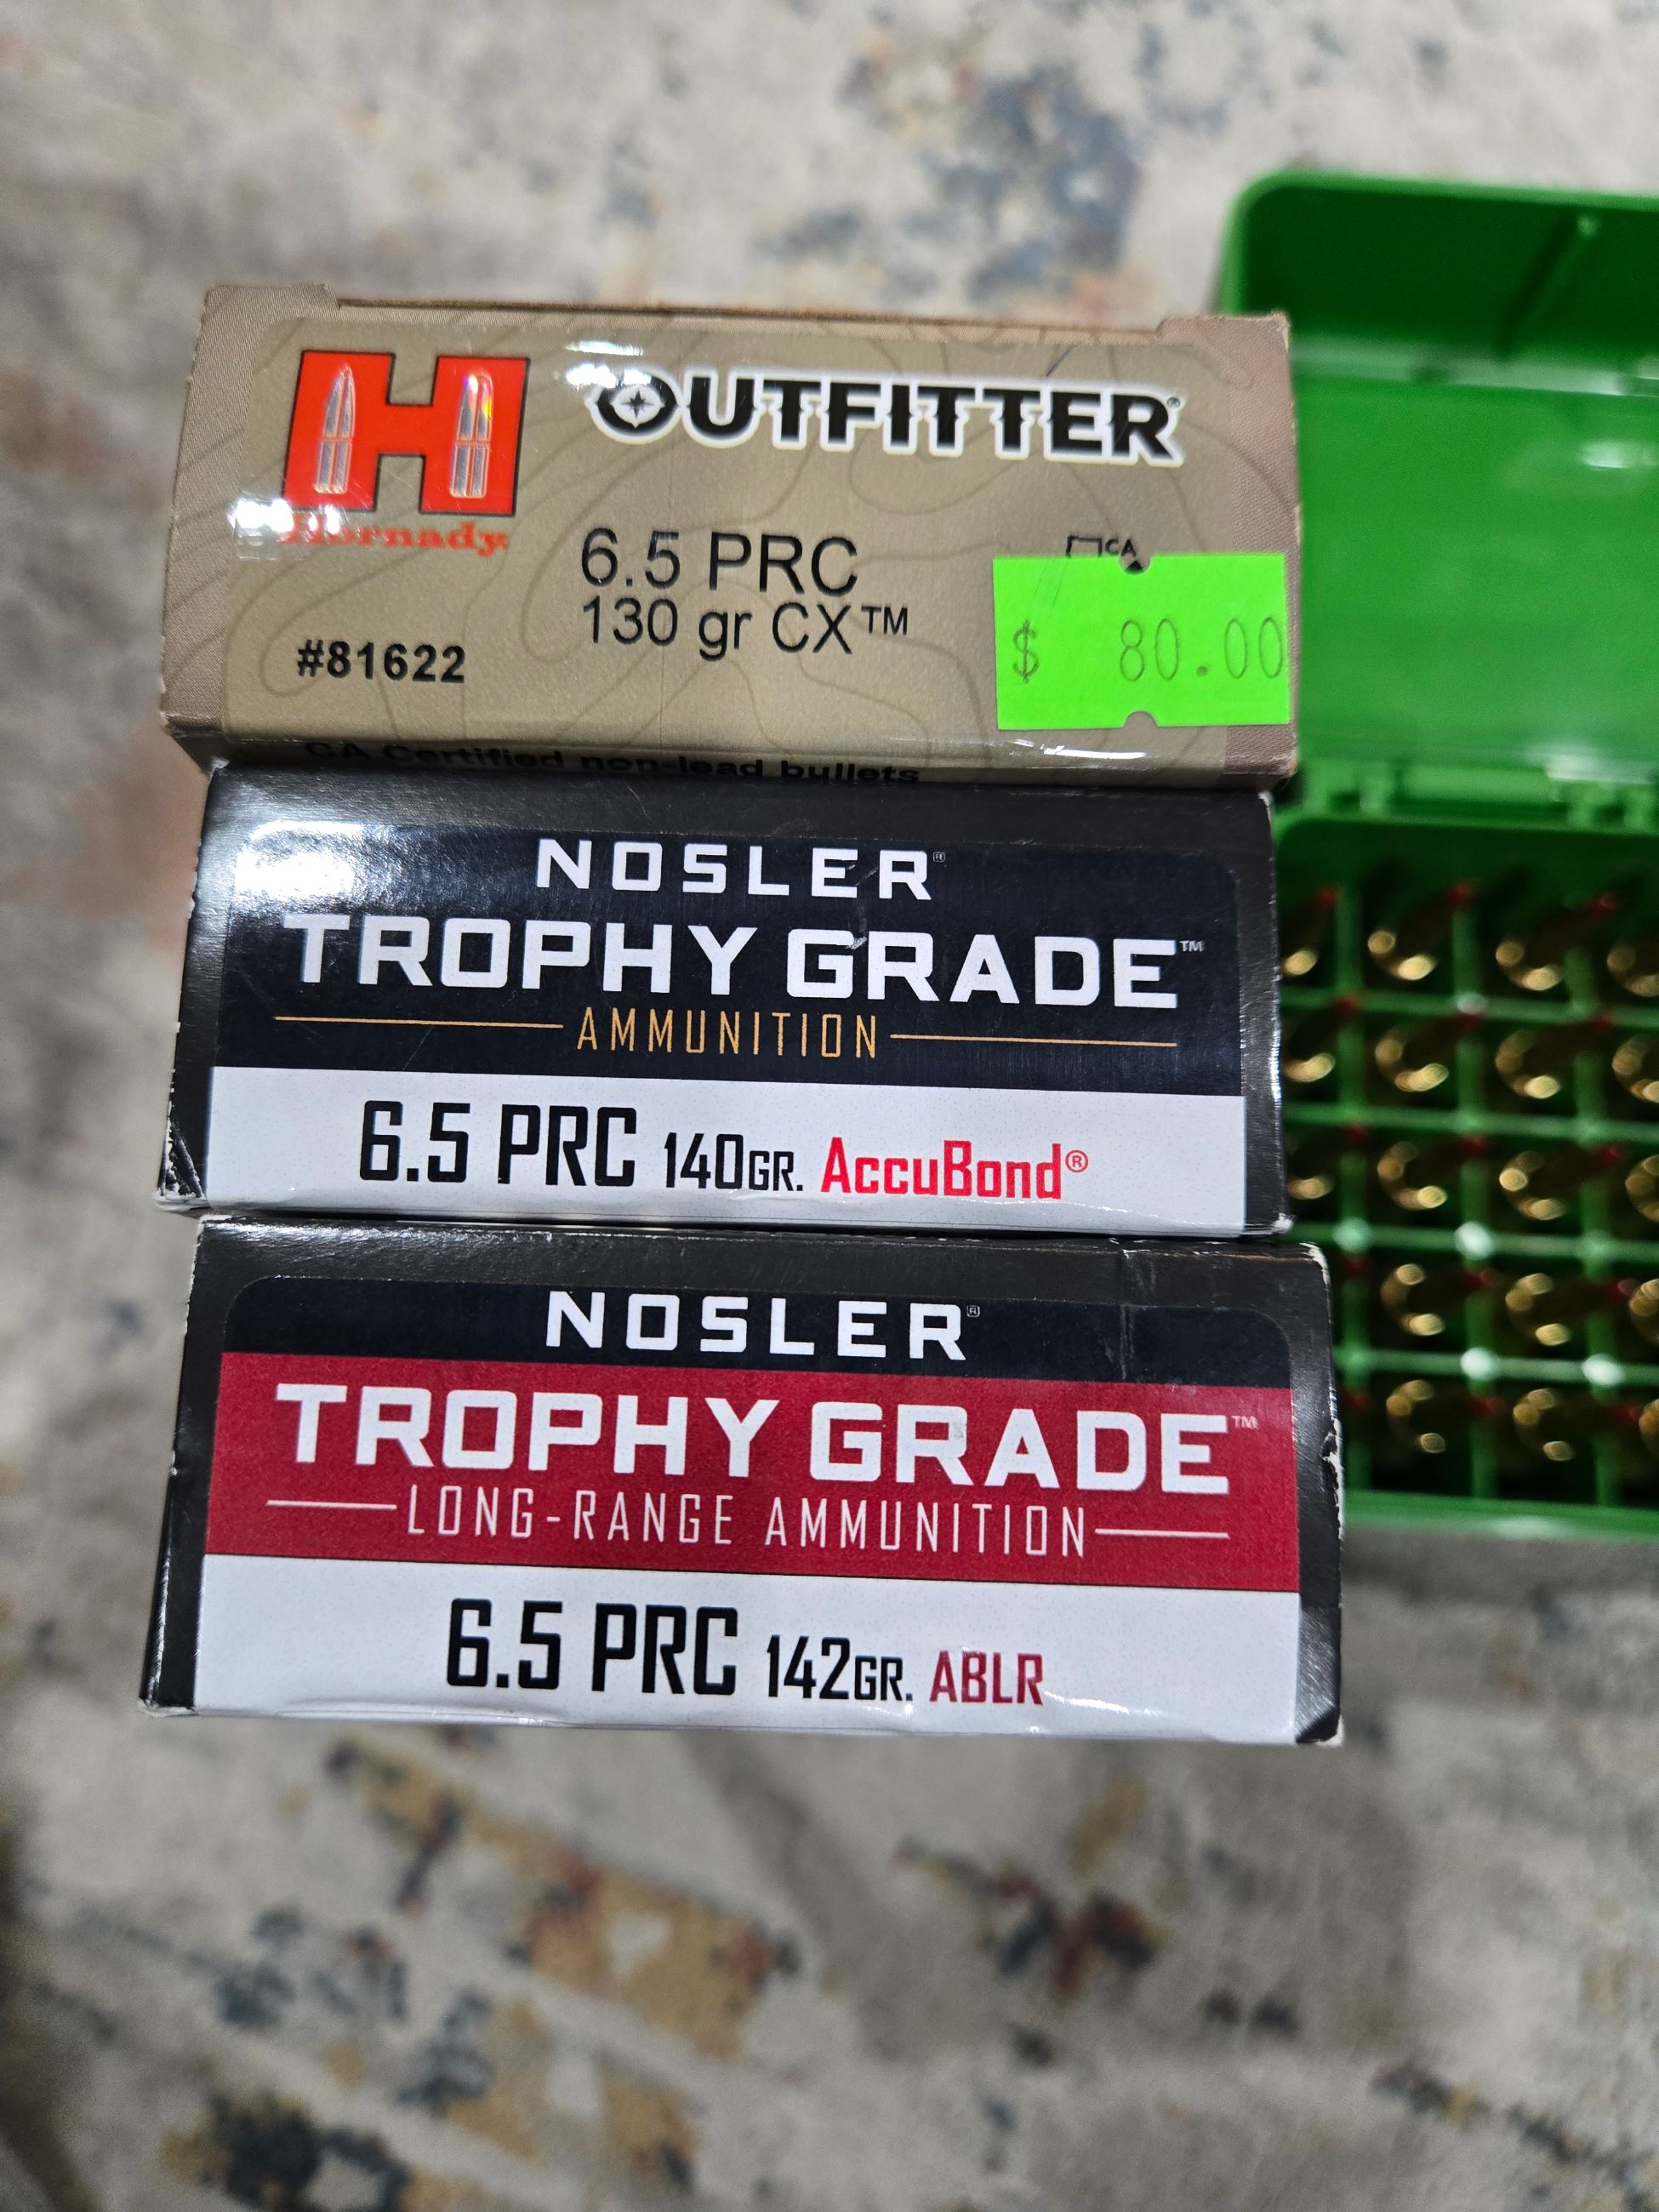 OUTFITTER®
Hornady
6.5 PRC
130 gr CX™
CA
#81622
$ 80.00
CA Certified non-lead bullets
NOSLER®
TROPHY GRADE™
AMMUNITION
6.5 PRC 140GR. AccuBond®
NOSLER®
TROPHY GRADE™
LONG-RANGE AMMUNITION
6.5 PRC 142GR. ABLR